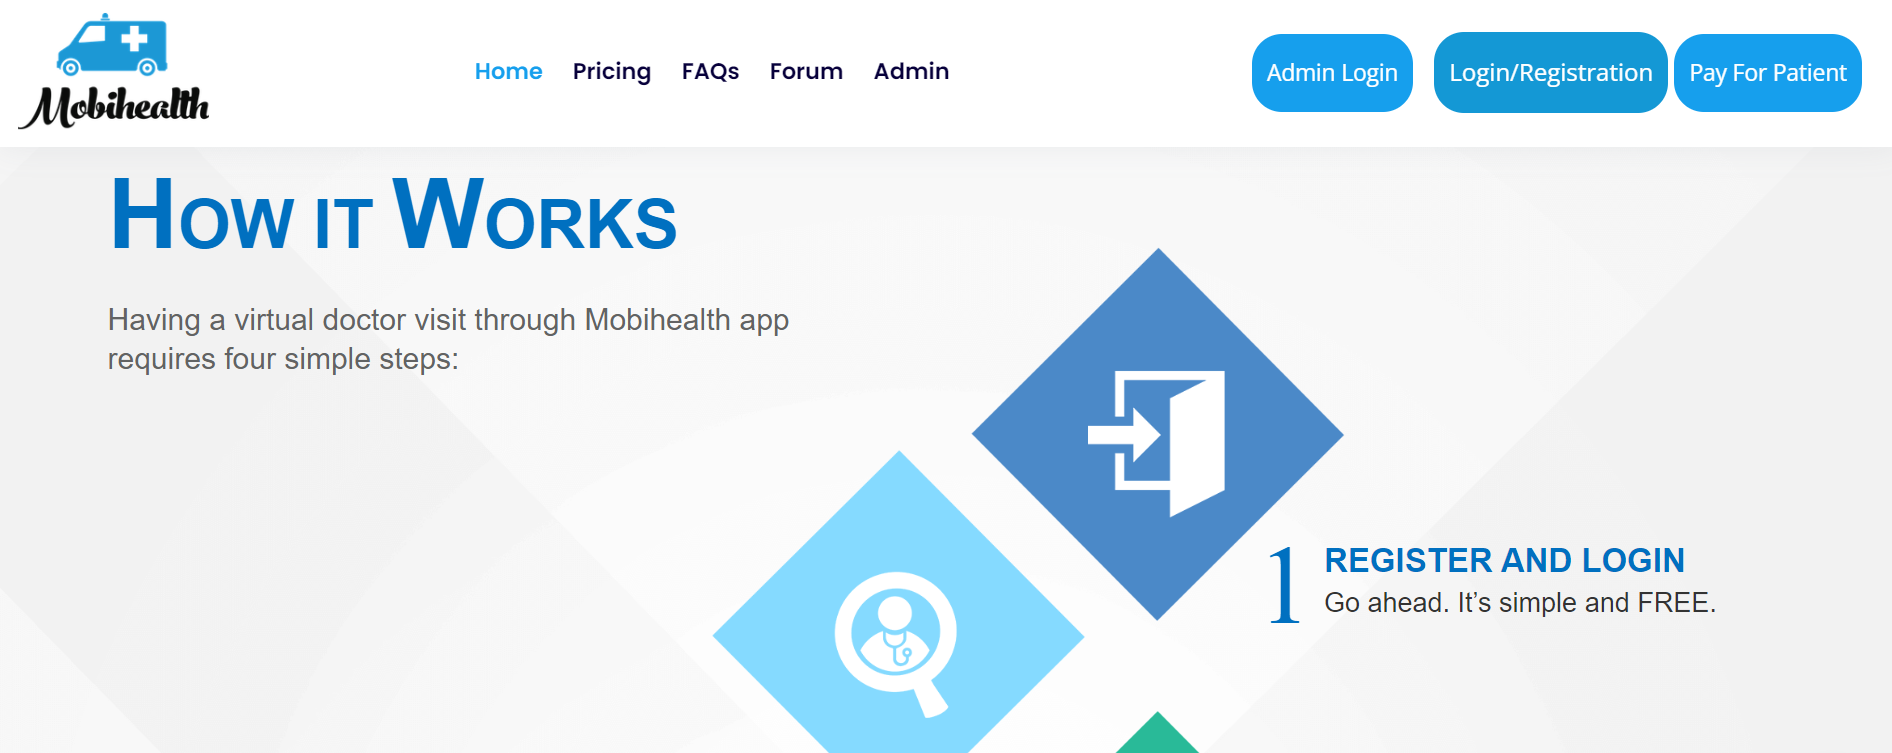 Mobihealth
Home Pricing FAQs Forum Admin
Admin Login Login/Registration Pay For Patient
HOW IT WORKS
Having a virtual doctor visit through Mobihealth app
requires four simple steps:
1 REGISTER AND LOGIN
Go ahead. It’s simple and FREE.